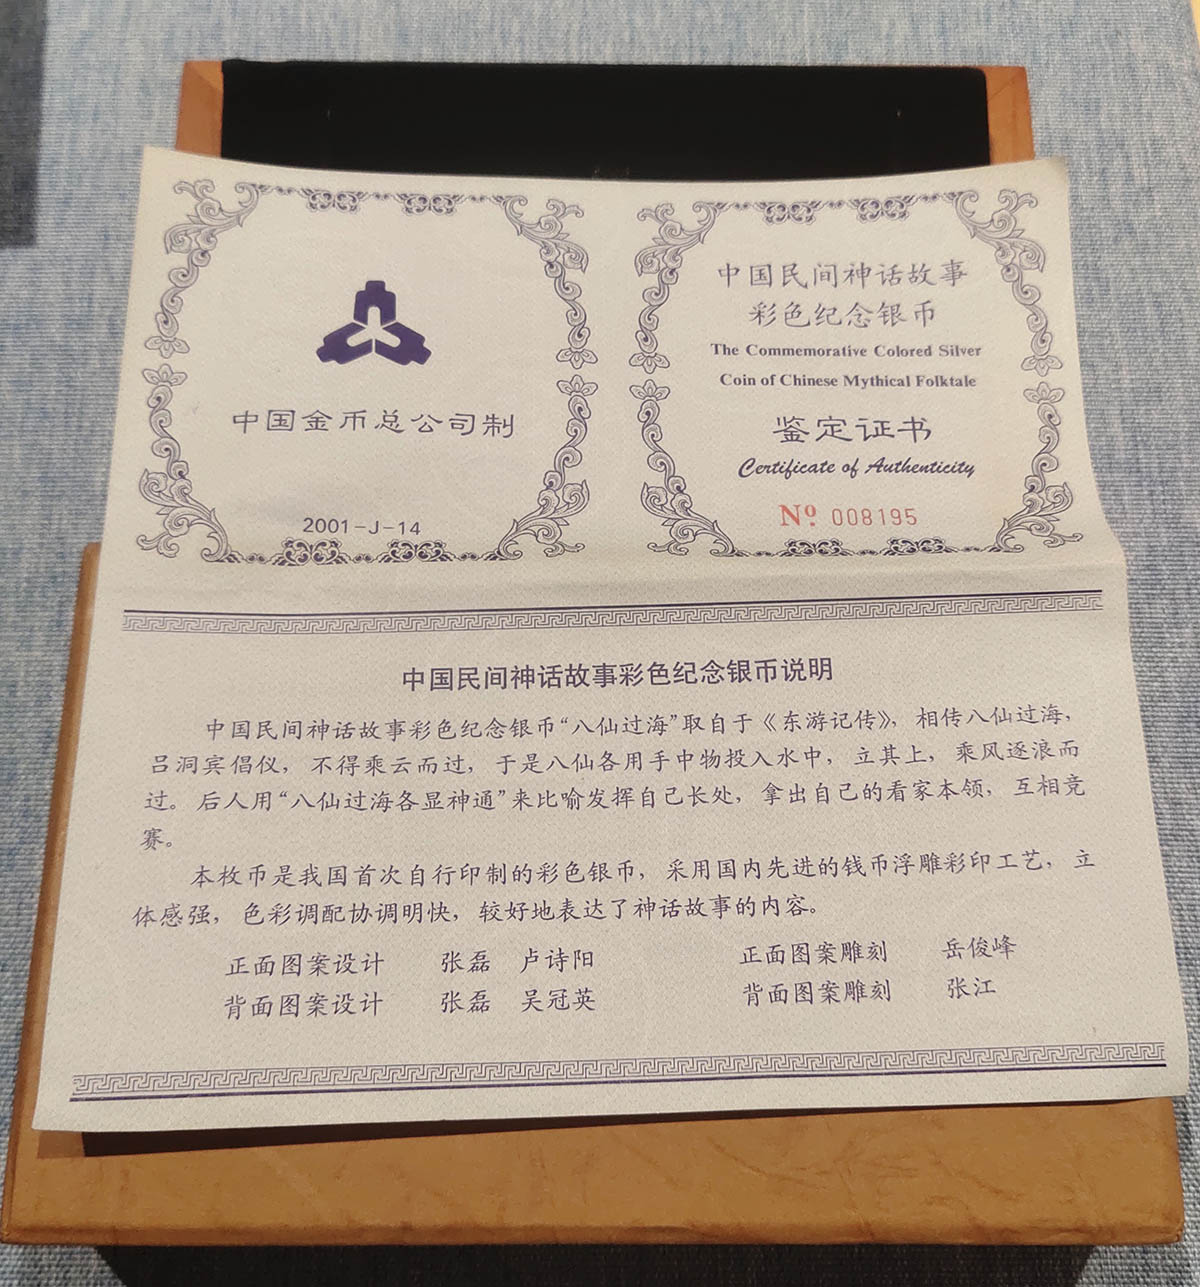 中国金币总公司制
2001-J-14
中国民间神话故事
彩色纪念银币
The Commemorative Colored Silver
Coin of Chinese Mythical Folktale
鉴定证书
Certificate of Authenticity
Nº 008195
中国民间神话故事彩色纪念银币说明
中国民间神话故事彩色纪念银币“八仙过海”取自于《东游记传》，相传八仙过海，
吕洞宾倡仪，不得乘云而过，于是八仙各用手中物投入水中，立其上，乘风逐浪而
过。后人用“八仙过海各显神通”来比喻发挥自己长处，拿出自己的看家本领，互相竞
赛。
本枚币是我国首次自行印制的彩色银币，采用国内先进的钱币浮雕彩印工艺，立
体感强，色彩调配协调明快，较好地表达了神话故事的内容。
正面图案设计 张磊 卢诗阳 正面图案雕刻 岳俊峰
背面图案设计 张磊 吴冠英 背面图案雕刻 张江